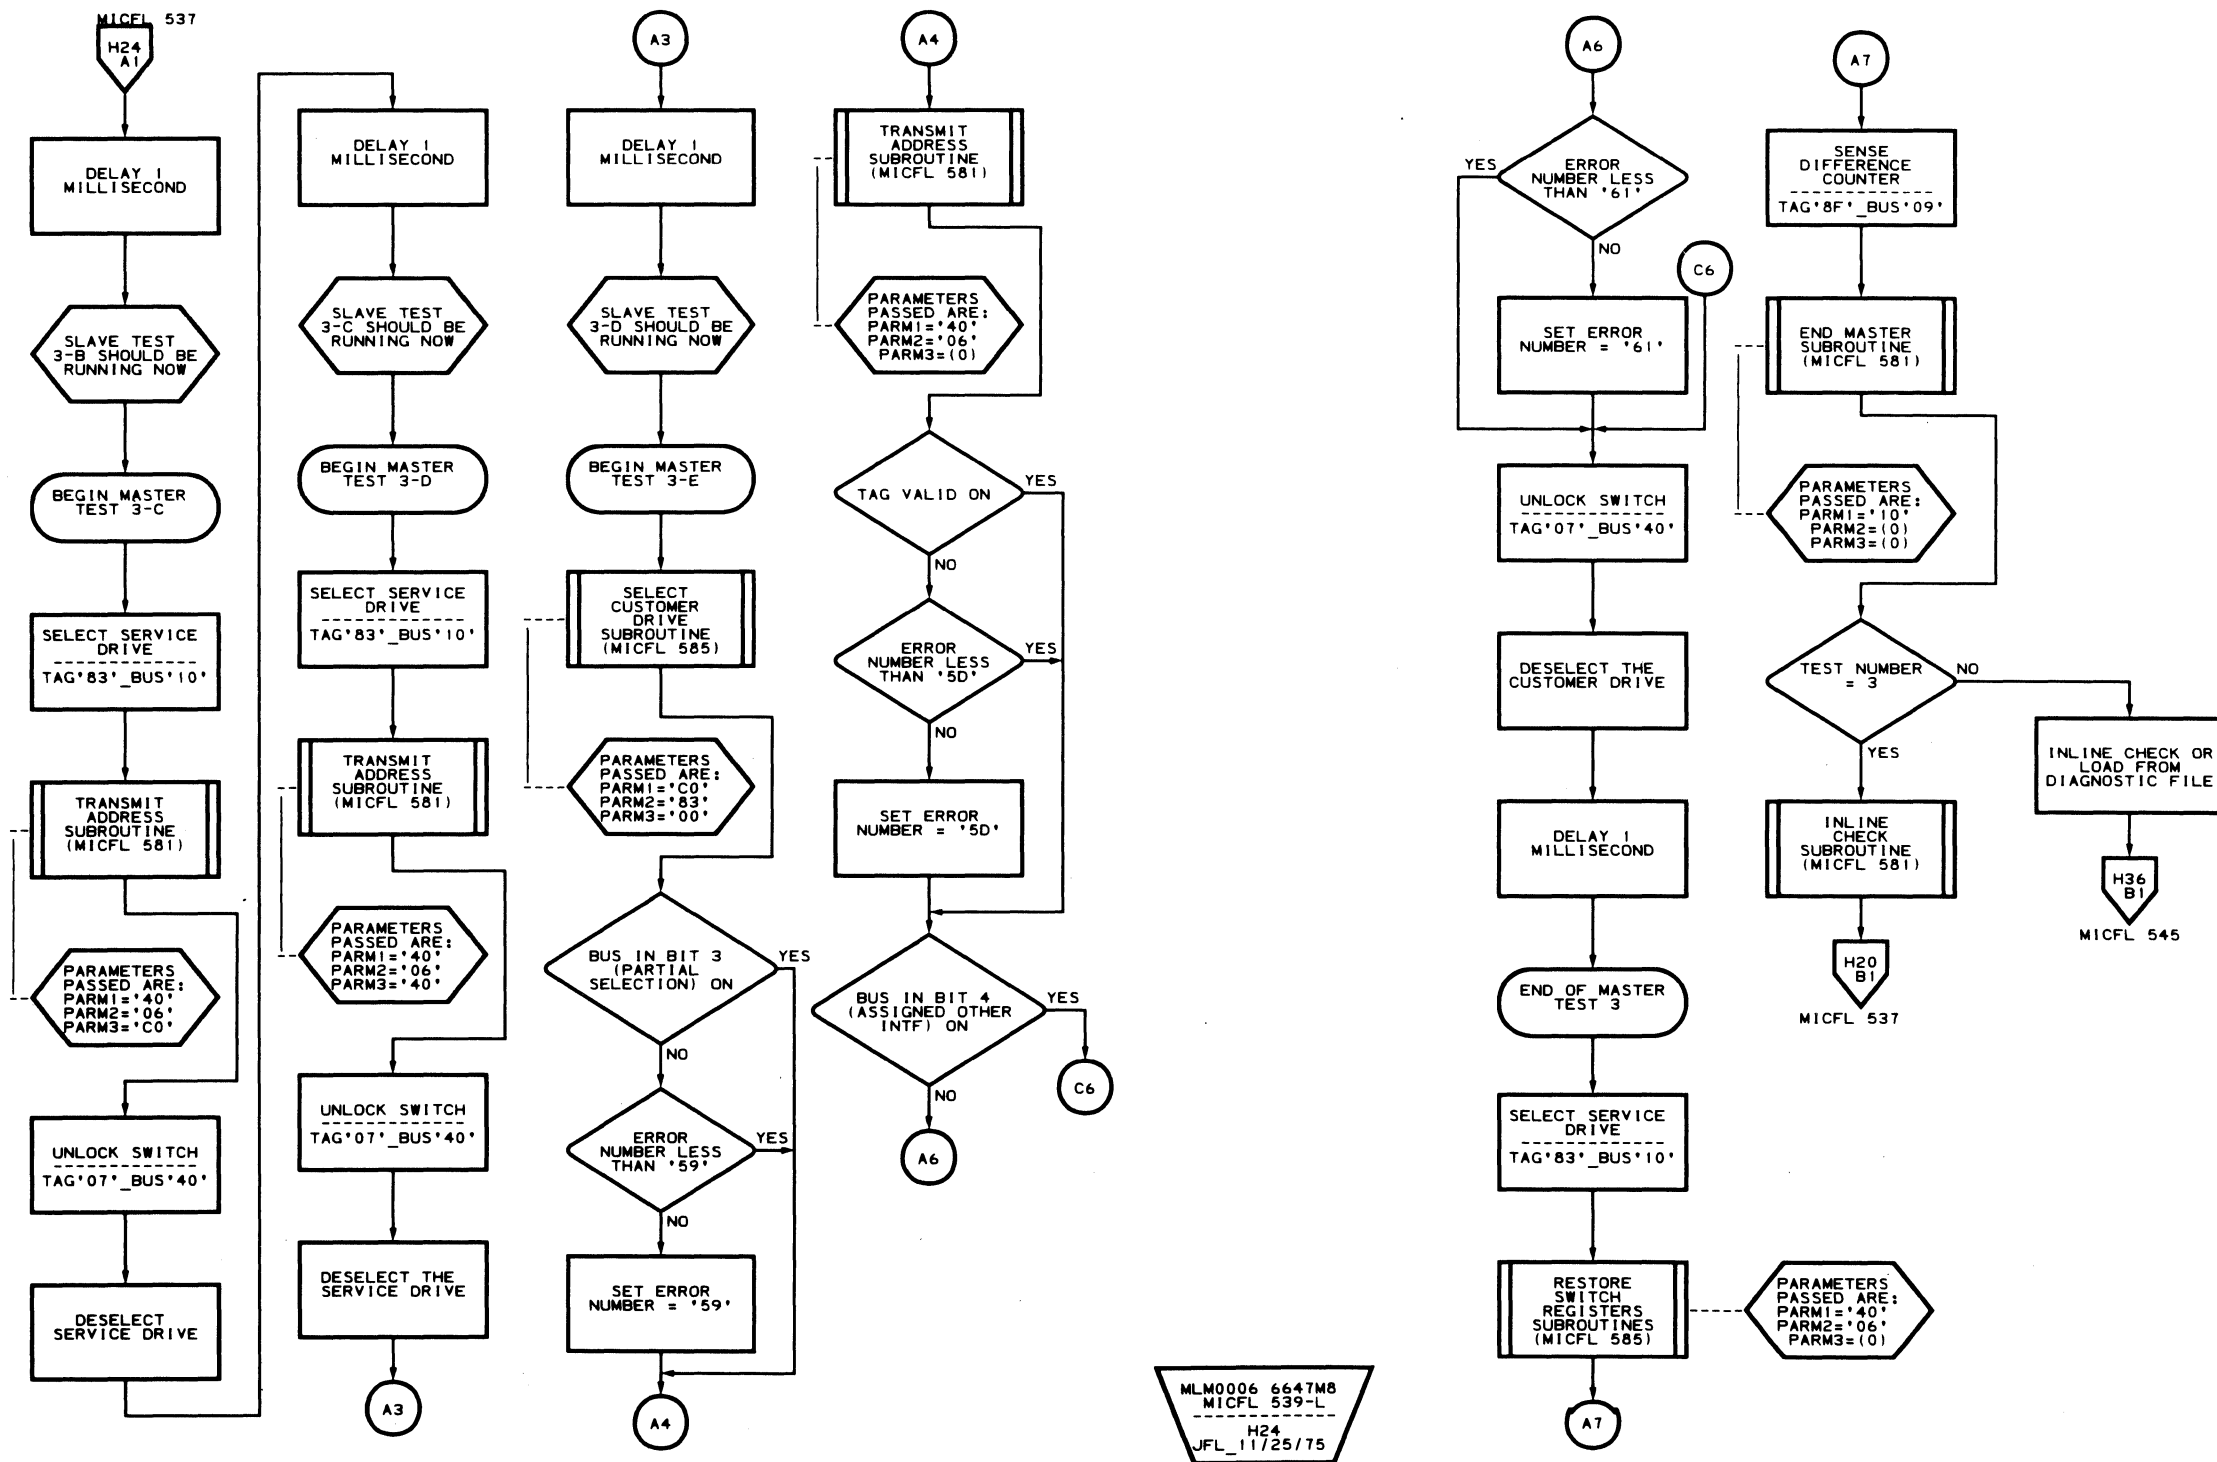 MICFL 537
H24
A1
DELAY 1
MILLISECOND
SLAVE TEST
3-B SHOULD BE
RUNNING NOW
BEGIN MASTER
TEST 3-C
SELECT SERVICE
DRIVE
TAG'83'_BUS'10'
TRANSMIT
ADDRESS
SUBROUTINE
(MICFL 581)
PARAMETERS
PASSED ARE:
PARM1='40'
PARM2='06'
PARM3='C0'
UNLOCK SWITCH
TAG'07'_BUS'40'
DESELECT
SERVICE DRIVE
DELAY 1
MILLISECOND
SLAVE TEST
3-C SHOULD BE
RUNNING NOW
BEGIN MASTER
TEST 3-D
SELECT SERVICE
DRIVE
TAG'83'_BUS'10'
TRANSMIT
ADDRESS
SUBROUTINE
(MICFL 581)
PARAMETERS
PASSED ARE:
PARM1='40'
PARM2='06'
PARM3='40'
UNLOCK SWITCH
TAG'07'_BUS'40'
DESELECT THE
SERVICE DRIVE
A3
A3
DELAY 1
MILLISECOND
SLAVE TEST
3-D SHOULD BE
RUNNING NOW
BEGIN MASTER
TEST 3-E
SELECT
CUSTOMER
DRIVE
SUBROUTINE
(MICFL 585)
PARAMETERS
PASSED ARE:
PARM1='C0'
PARM2='83'
PARM3='00'
BUS IN BIT 3
(PARTIAL
SELECTION) ON
YES
NO
ERROR
NUMBER LESS
THAN '59'
YES
NO
SET ERROR
NUMBER = '59'
A4
A4
TRANSMIT
ADDRESS
SUBROUTINE
(MICFL 581)
PARAMETERS
PASSED ARE:
PARM1='40'
PARM2='06'
PARM3=(0)
TAG VALID ON
YES
NO
ERROR
NUMBER LESS
THAN '5D'
YES
NO
SET ERROR
NUMBER = '5D'
BUS IN BIT 4
(ASSIGNED OTHER
INTF) ON
YES
C6
NO
A6
A6
ERROR
NUMBER LESS
THAN '61'
YES
NO
C6
SET ERROR
NUMBER = '61'
UNLOCK SWITCH
TAG'07'_BUS'40'
DESELECT THE
CUSTOMER DRIVE
DELAY 1
MILLISECOND
END OF MASTER
TEST 3
SELECT SERVICE
DRIVE
TAG'83'_BUS'10'
RESTORE
SWITCH
REGISTERS
SUBROUTINES
(MICFL 585)
PARAMETERS
PASSED ARE:
PARM1='40'
PARM2='06'
PARM3=(0)
A7
A7
SENSE
DIFFERENCE
COUNTER
TAG'8F'_BUS'09'
END MASTER
SUBROUTINE
(MICFL 581)
PARAMETERS
PASSED ARE:
PARM1='10'
PARM2=(0)
PARM3=(0)
TEST NUMBER
= 3
NO
YES
INLINE
CHECK
SUBROUTINE
(MICFL 581)
H20
B1
MICFL 537
INLINE CHECK OR
LOAD FROM
DIAGNOSTIC FILE
H36
B1
MICFL 545
MLM0006 6647M8
MICFL 539-L
H24
JFL_11/25/75